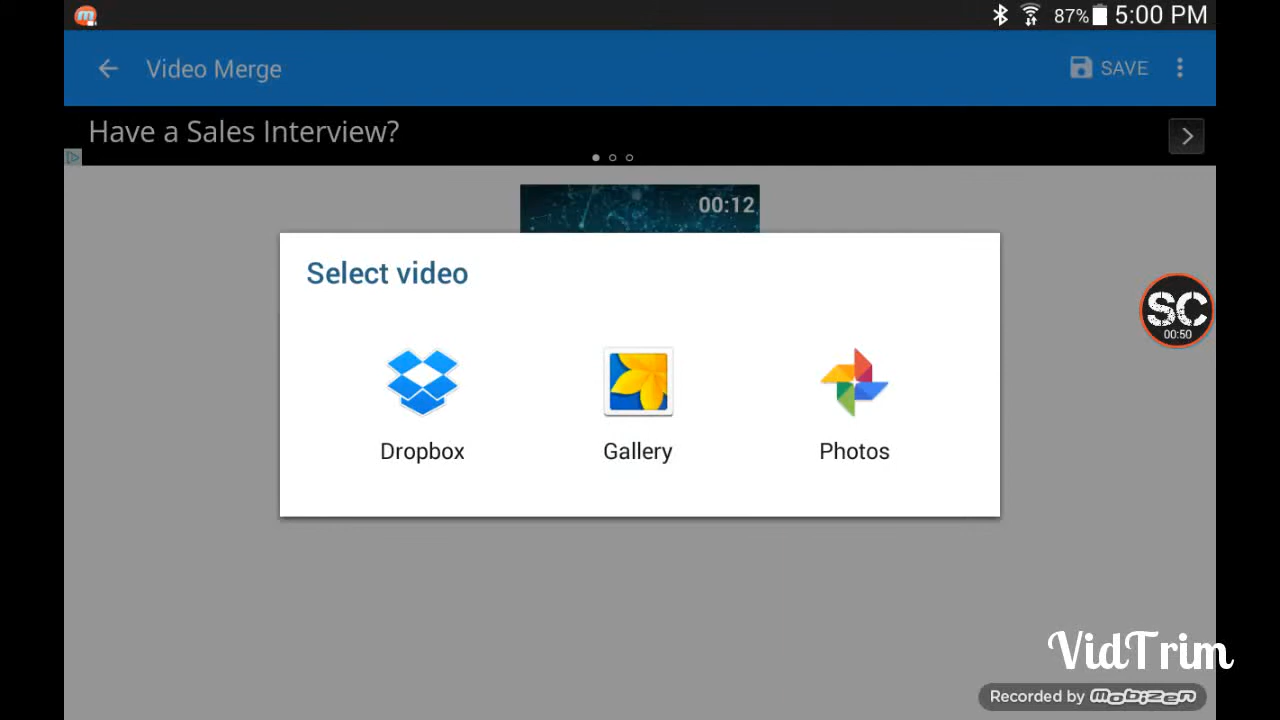 87% 5:00 PM
Video Merge
SAVE
Have a Sales Interview?
00:12
Select video
SC
00:50
Dropbox
Gallery
Photos
VidTrim
Recorded by mobizen